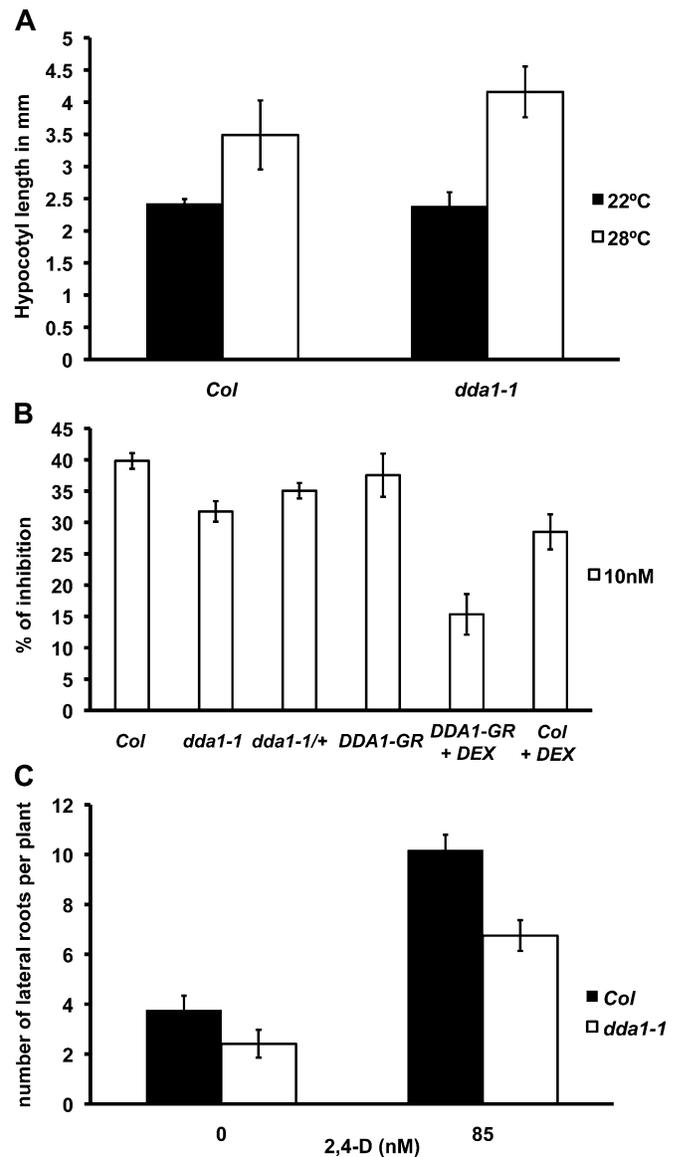 A
Hypocotyl length in mm
5
4.5
4
3.5
3
2.5
2
1.5
1
0.5
0
22ºC
28ºC
Col
dda1-1
B
% of inhibition
45
40
35
30
25
20
15
10
5
0
10nM
Col
dda1-1
dda1-1/+
DDA1-GR
DDA1-GR
+ DEX
Col
+ DEX
C
number of lateral roots per plant
12
10
8
6
4
2
0
Col
dda1-1
0
85
2,4-D (nM)